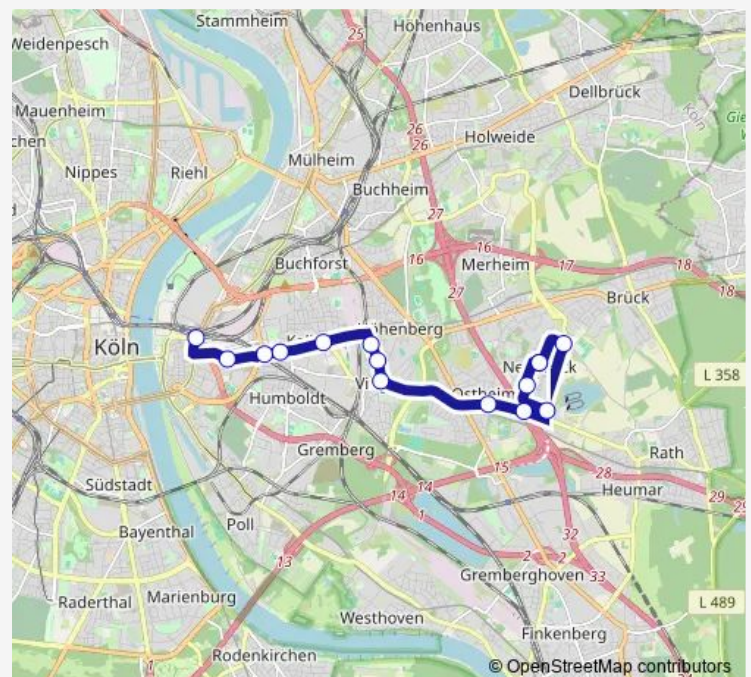 Stammheim
Höhenhaus
Weidenpesch
25
Dellbrück
Mauenheim
26
26
Holweide
Köln
Mülheim
Nippes
Riehl
Buchheim
27
16
16
Buchforst
Merheim
17
18
18
27
Brück
Höhenberg
Köln
L 358
Ostheim
Humboldt
Gremberg
15
Rath
14
28
Südstadt
14
Heumar
29
1
Poll
Bayenthal
32
13
2
2
Gremberghoven
33
Raderthal
Marienburg
L 489
Westhoven
Finkenberg
1
Rodenkirchen
© OpenStreetMap contributors